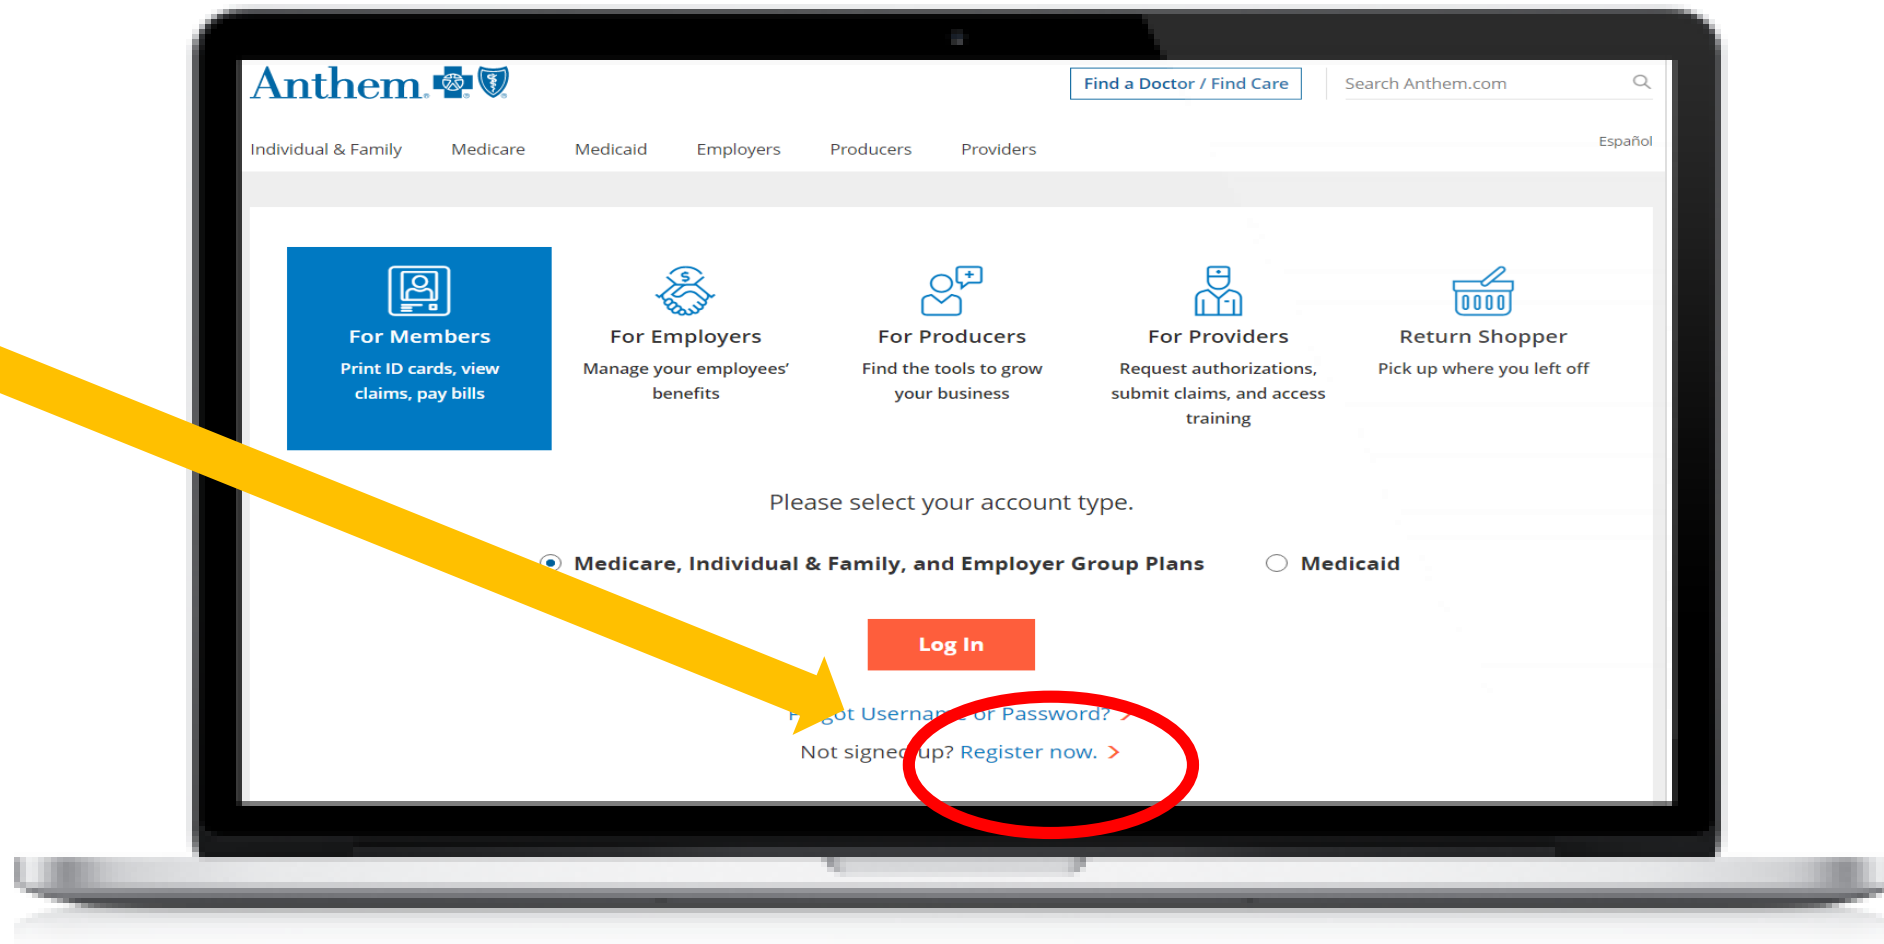 Anthem
Find a Doctor / Find Care
Search Anthem.com
Individual & Family Medicare Medicaid Employers Producers Providers
Español
For Members
Print ID cards, view
claims, pay bills
For Employers
Manage your employees'
benefits
For Producers
Find the tools to grow
your business
For Providers
Request authorizations,
submit claims, and access
training
Return Shopper
Pick up where you left off
Please select your account type.
Medicare, Individual & Family, and Employer Group Plans
Medicaid
Log In
Forgot Username or Password? >
Not signed up? Register now. >